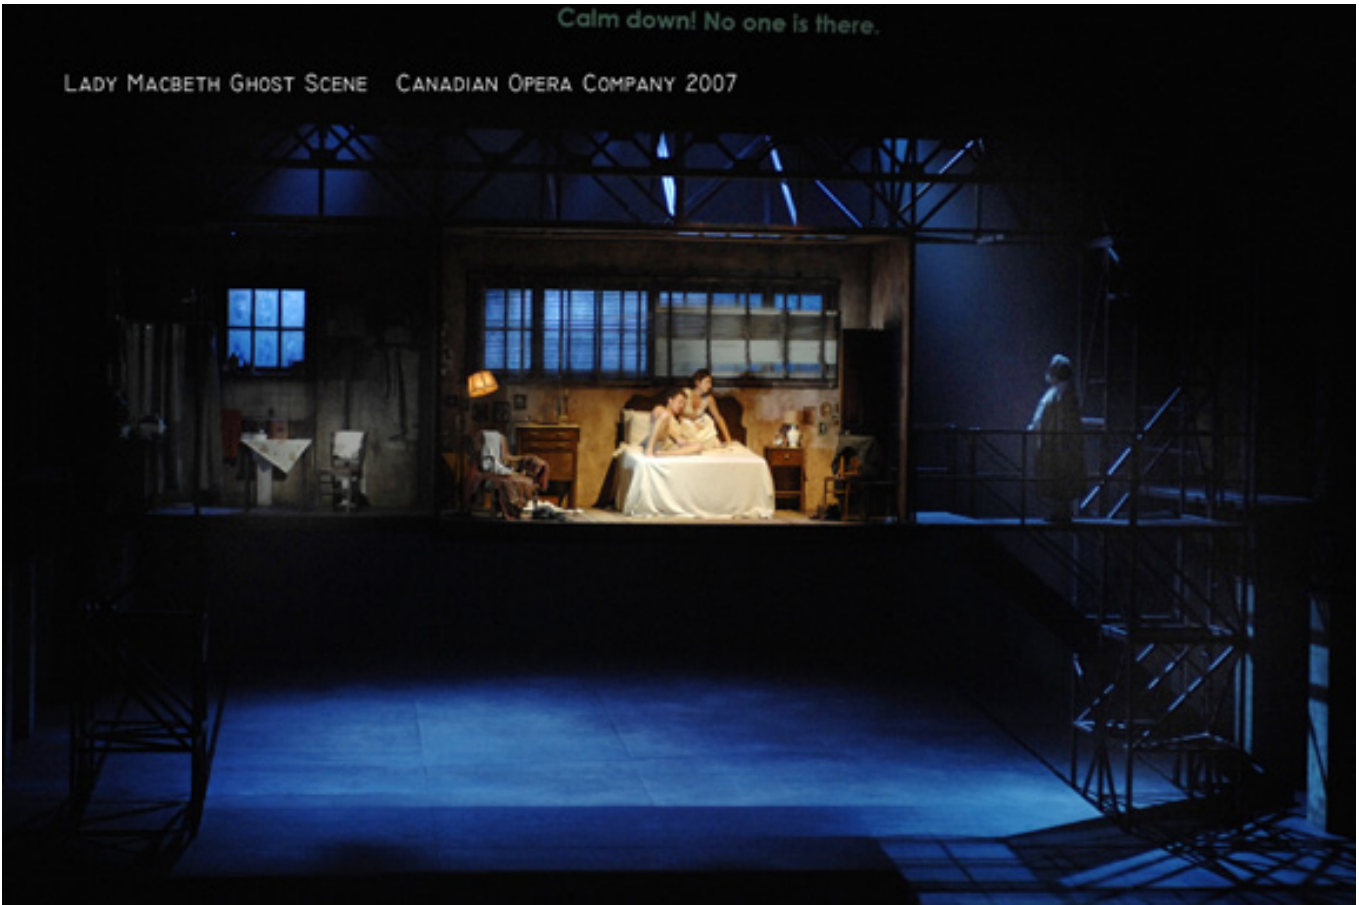 Calm down! No one is there.
LADY MACBETH GHOST SCENE CANADIAN OPERA COMPANY 2007